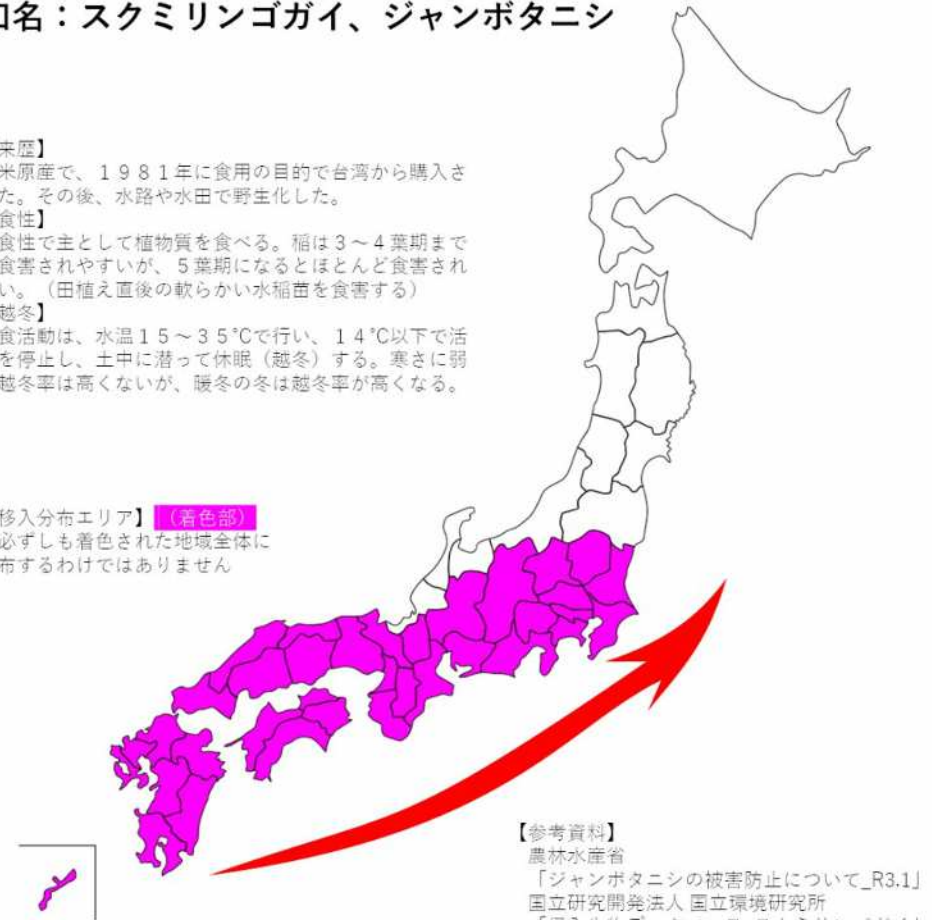 名：スクミリンゴガイ、ジャンボタニシ
来歴】
米原産で、１９８１年に食用の目的で台湾から購入さ
た。その後、水路や水田で野生化した。
食性】
食性で主として植物質を食べる。稲は３～４葉期まで
食害されやすいが、５葉期になるとほとんど食害され
い。（田植え直後の軟らかい水稲苗を食害する）
越冬】
食活動は、水温１５～３５℃で行い、１４℃以下で活
を停止し、土中に潜って休眠（越冬）する。寒さに弱
越冬率は高くないが、暖冬の冬は越冬率が高くなる。
移入分布エリア】（着色部）
必ずしも着色された地域全体に
布するわけではありません
【参考資料】
農林水産省
「ジャンボタニシの被害防止について_R3.1」
国立研究開発法人 国立環境研究所